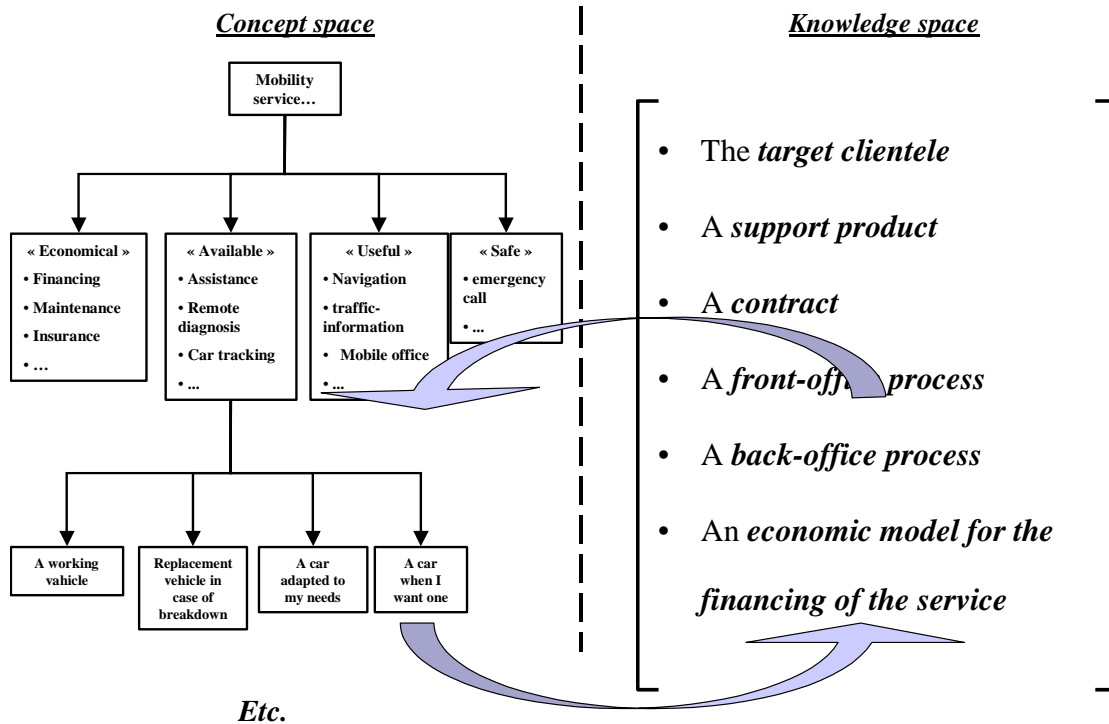 Concept space
Mobility
service…
« Economical »
• Financing
• Maintenance
• Insurance
• …
« Available »
• Assistance
• Remote
diagnosis
• Car tracking
• ...
« Useful »
• Navigation
• traffic-
information
• Mobile office
• ...
« Safe »
• emergency
call
• ...
A working
vehicle
Replacement
vehicle in
case of
breakdown
A car
adapted to
my needs
A car
when I
want one
Etc.
Knowledge space
• The target clientele
• A support product
• A contract
• A front-office process
• A back-office process
• An economic model for the
financing of the service